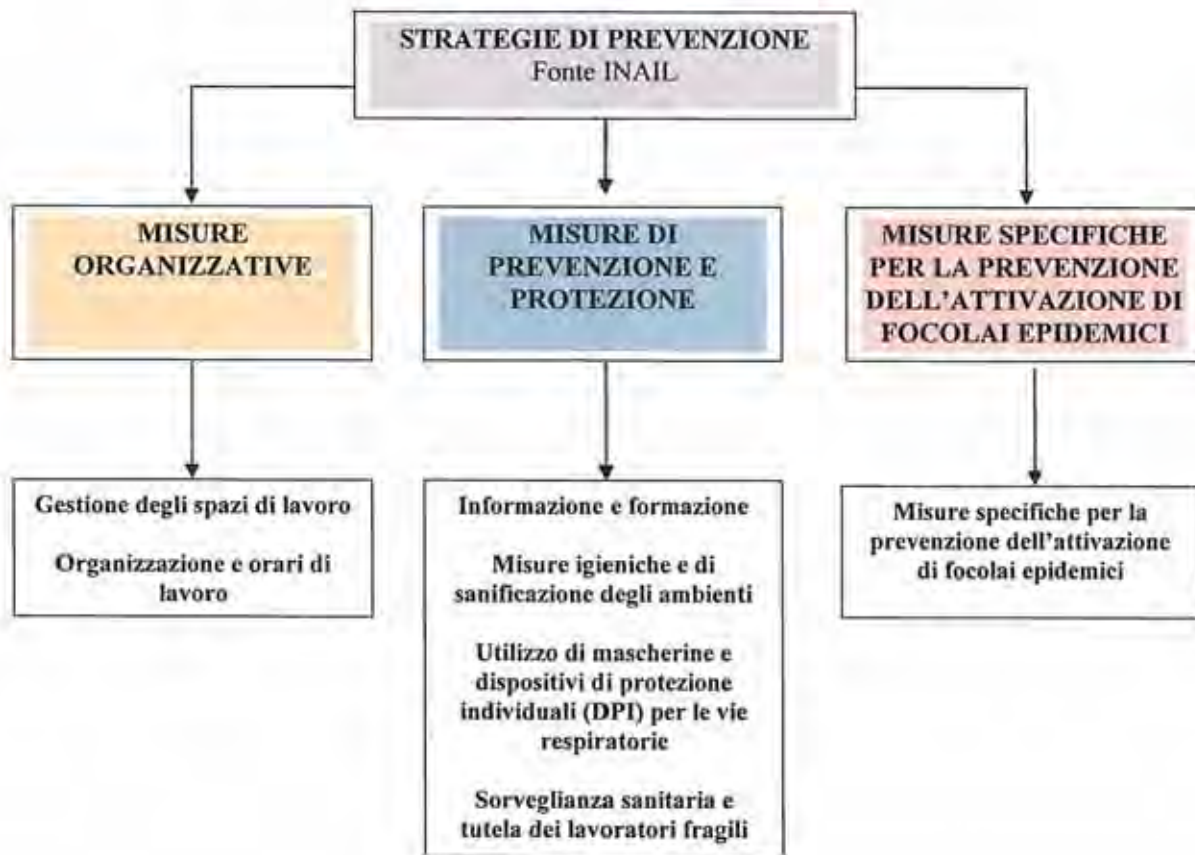 STRATEGIE DI PREVENZIONE
Fonte INAIL
MISURE
ORGANIZZATIVE
MISURE DI
PREVENZIONE E
PROTEZIONE
MISURE SPECIFICHE
PER LA PREVENZIONE
DELL'ATTIVAZIONE DI
FOCOLAI EPIDEMICI
Gestione degli spazi di lavoro
Organizzazione e orari di
lavoro
Informazione e formazione
Misure igieniche e di
sanificazione degli ambienti
Utilizzo di mascherine e
dispositivi di protezione
individuali (DPI) per le vie
respiratorie
Sorveglianza sanitaria e
tutela dei lavoratori fragili
Misure specifiche per la
prevenzione dell'attivazione
di focolai epidemici